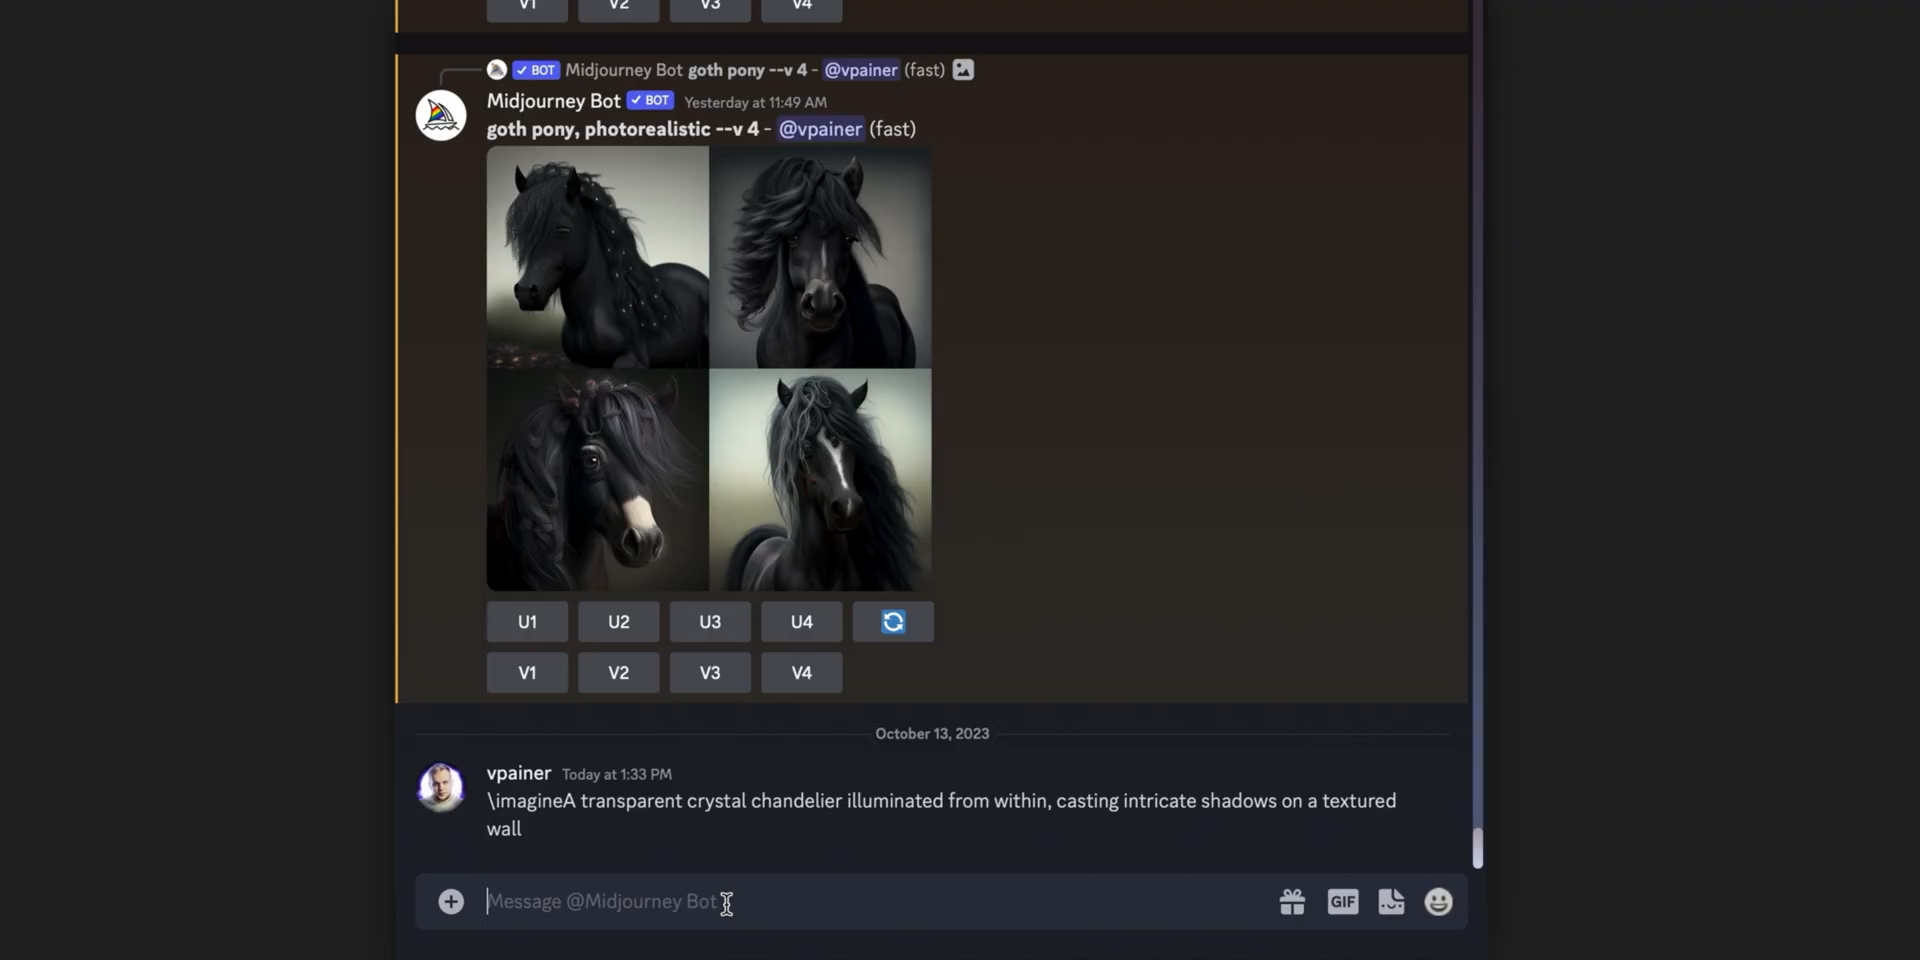 V1 V2 V3 V4
BOT Midjourney Bot goth pony --v 4 - @vpainer (fast)
Midjourney Bot BOT Yesterday at 11:49 AM
goth pony, photorealistic --v 4 - @vpainer (fast)
U1 U2 U3 U4
V1 V2 V3 V4
October 13, 2023
vpainer Today at 1:33 PM
\imagineA transparent crystal chandelier illuminated from within, casting intricate shadows on a textured
wall
Message @Midjourney Bot GIF